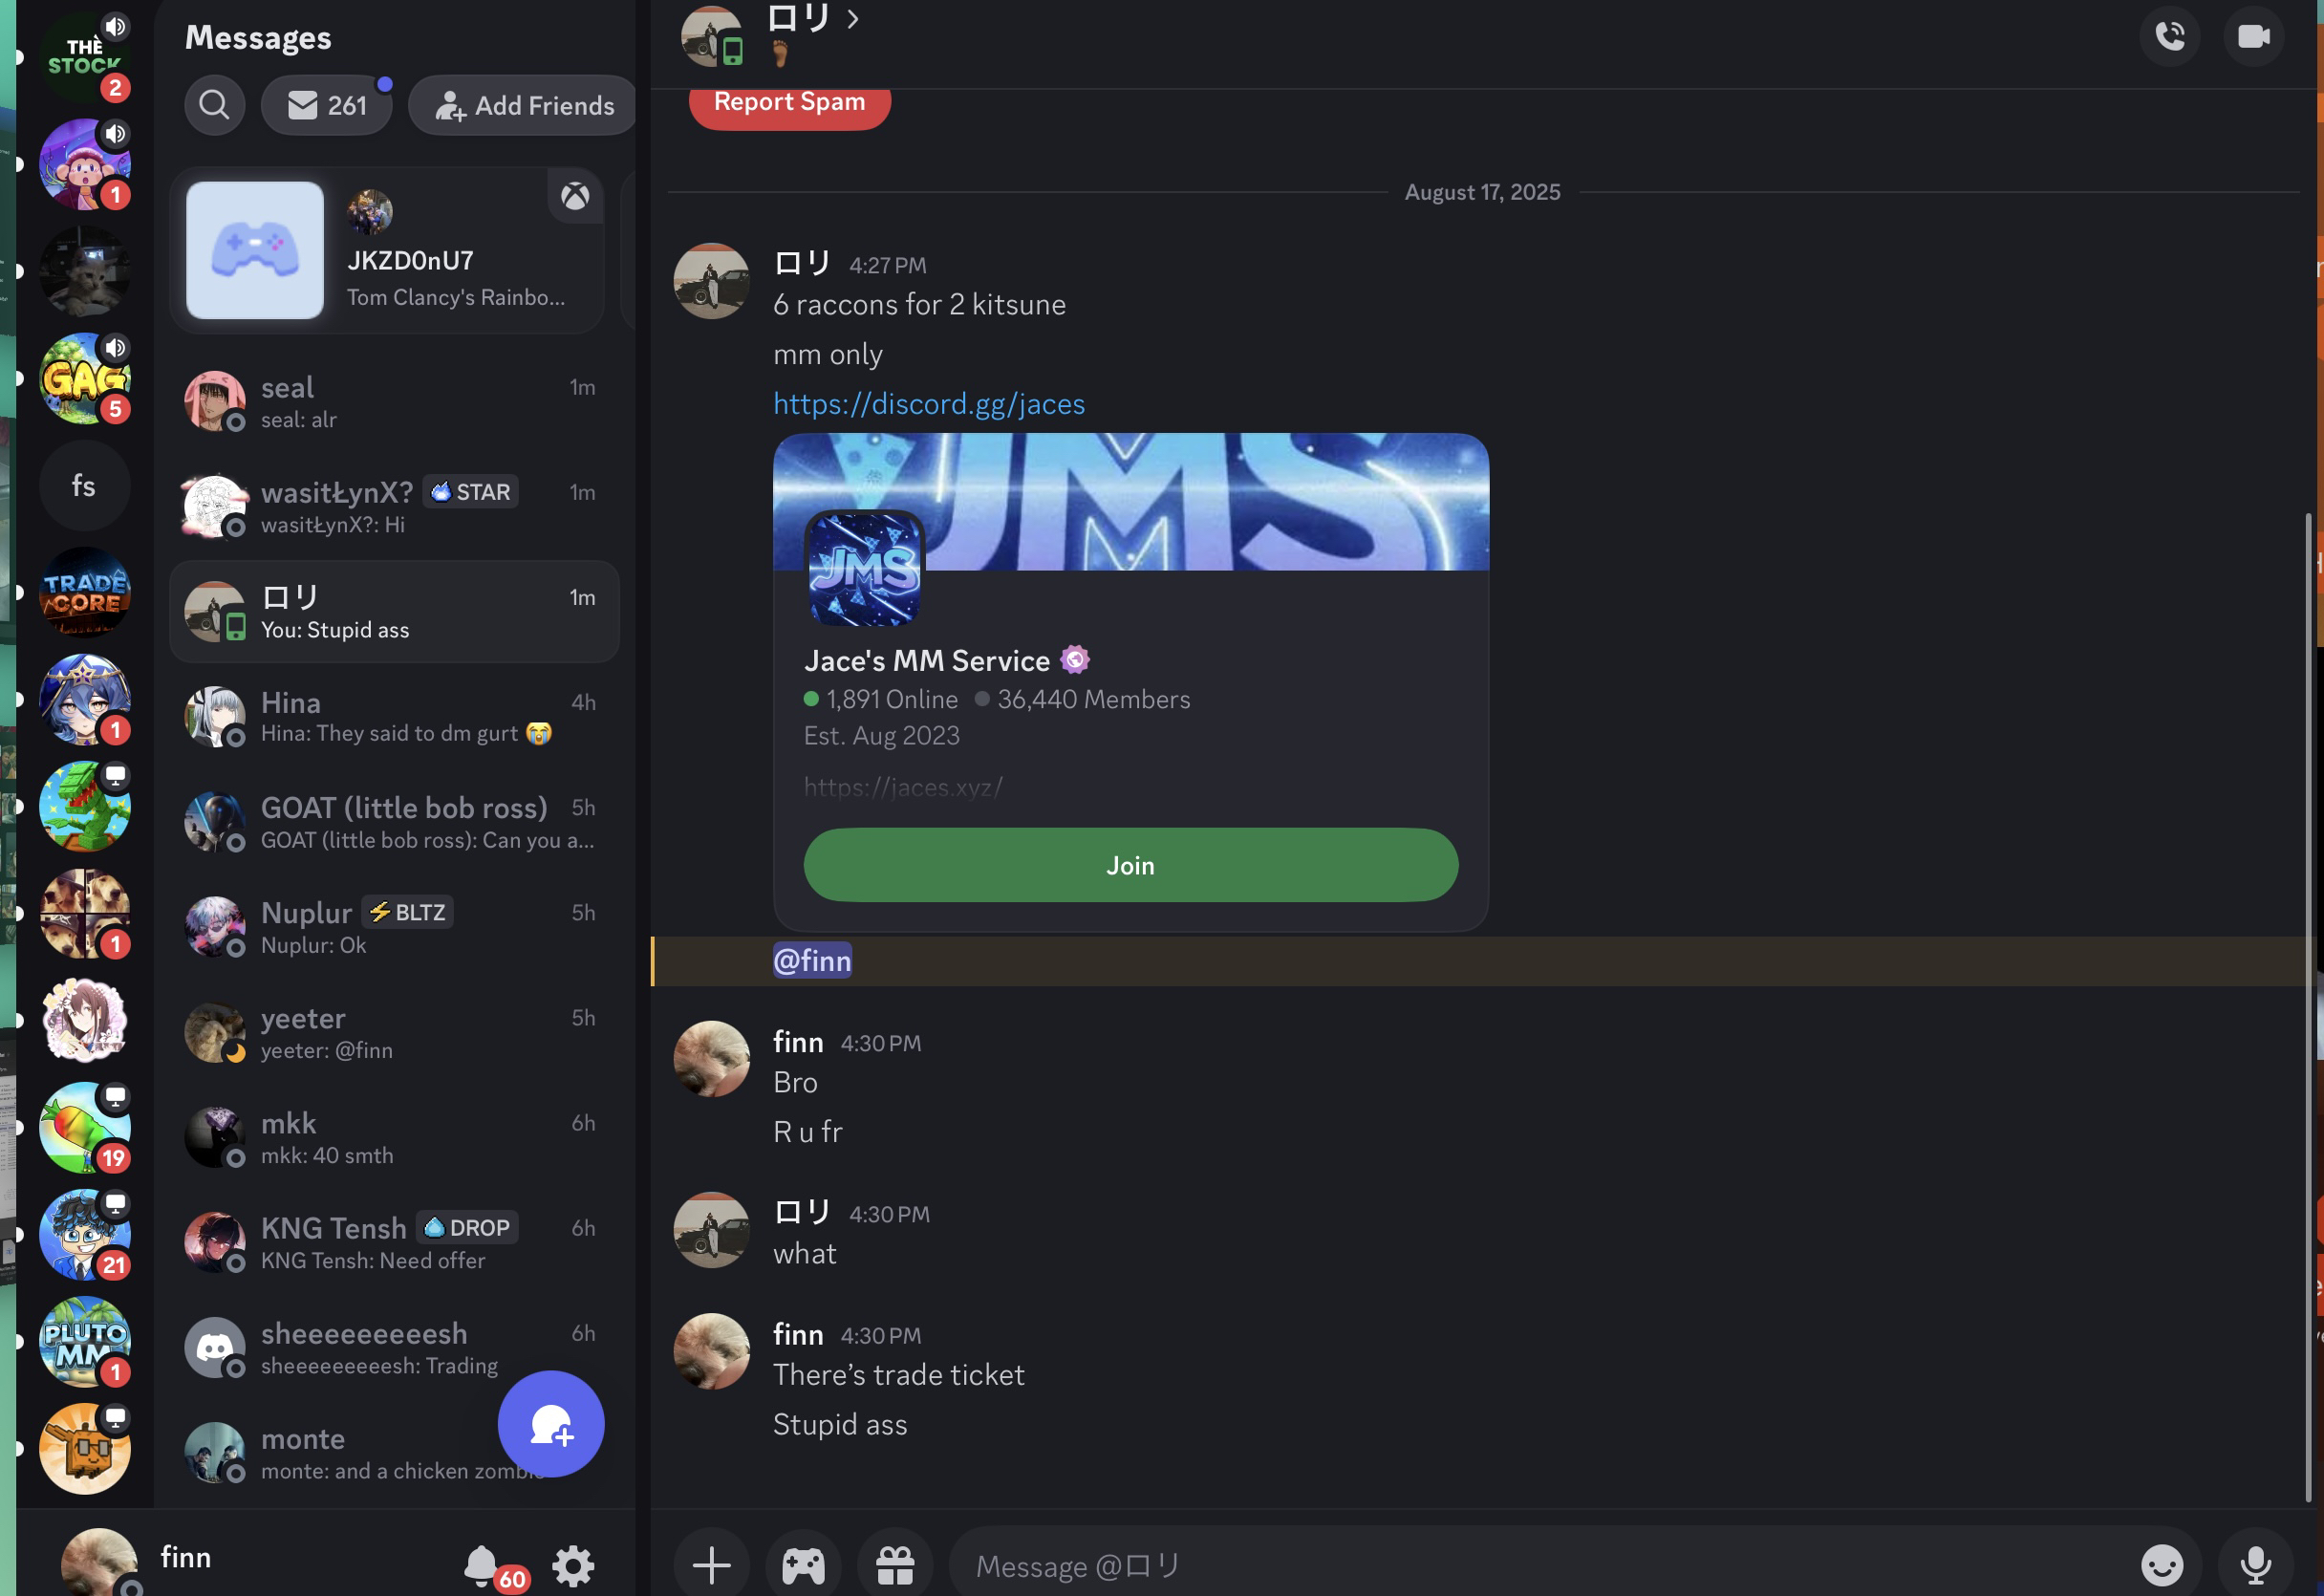 THE
STOCK
2
1
GAG
5
fs
TRADE
CORE
1
1
19
21
PLUTO
MM
1
Messages
261
Add Friends
JKZD0nU7
Tom Clancy's Rainbo...
seal 1m
seal: alr
wasitŁynX? STAR 1m
wasitŁynX?: Hi
ロリ 1m
You: Stupid ass
Hina 4h
Hina: They said to dm gurt 😭
GOAT (little bob ross) 5h
GOAT (little bob ross): Can you a...
Nuplur ⚡ BLTZ 5h
Nuplur: Ok
yeeter 5h
yeeter: @finn
mkk 6h
mkk: 40 smth
KNG Tensh DROP 6h
KNG Tensh: Need offer
sheeeeeeeeesh 6h
sheeeeeeeeesh: Trading
monte
monte: and a chicken zombie
finn
60
ロリ >
🦶🏾
Report Spam
August 17, 2025
ロリ 4:27 PM
6 raccons for 2 kitsune
mm only
https://discord.gg/jaces
JMS
JMS
Jace's MM Service
1,891 Online 36,440 Members
Est. Aug 2023
https://jaces.xyz/
Join
@finn
finn 4:30 PM
Bro
R u fr
ロリ 4:30 PM
what
finn 4:30 PM
There’s trade ticket
Stupid ass
Message @ロリ